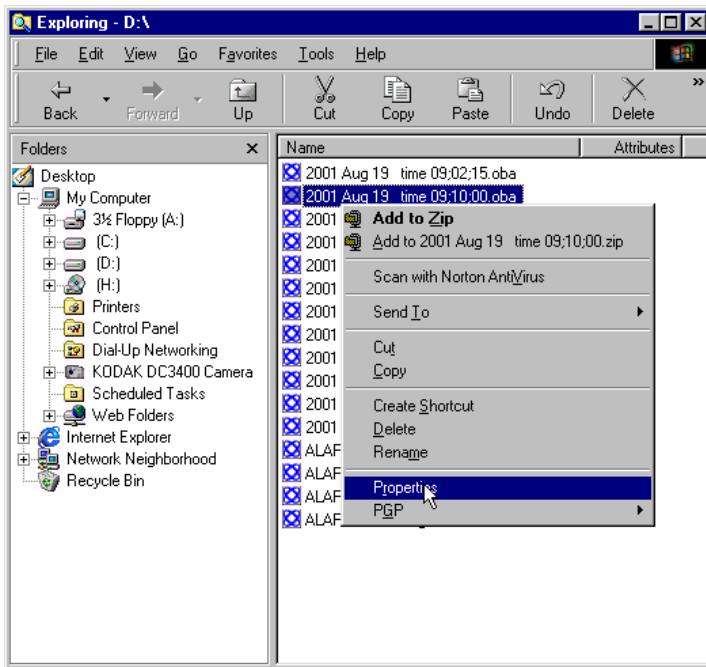 Exploring - D:\
File Edit View Go Favorites Tools Help
Back Forward Up Cut Copy Paste Undo Delete »
Folders
Desktop
My Computer
3½ Floppy (A:)
(C:)
(D:)
(H:)
Printers
Control Panel
Dial-Up Networking
KODAK DC3400 Camera
Scheduled Tasks
Web Folders
Internet Explorer
Network Neighborhood
Recycle Bin
Name Attributes
2001 Aug 19 time 09;02;15.oba
2001 Aug 19 time 09;10;00.oba
2001
2001
2001
2001
2001
2001
2001
2001
2001
2001
ALAF
ALAF
ALAF
ALAF
Add to Zip
Add to 2001 Aug 19 time 09;10;00.zip
Scan with Norton AntiVirus
Send To
Cut
Copy
Create Shortcut
Delete
Rename
Properties
PGP